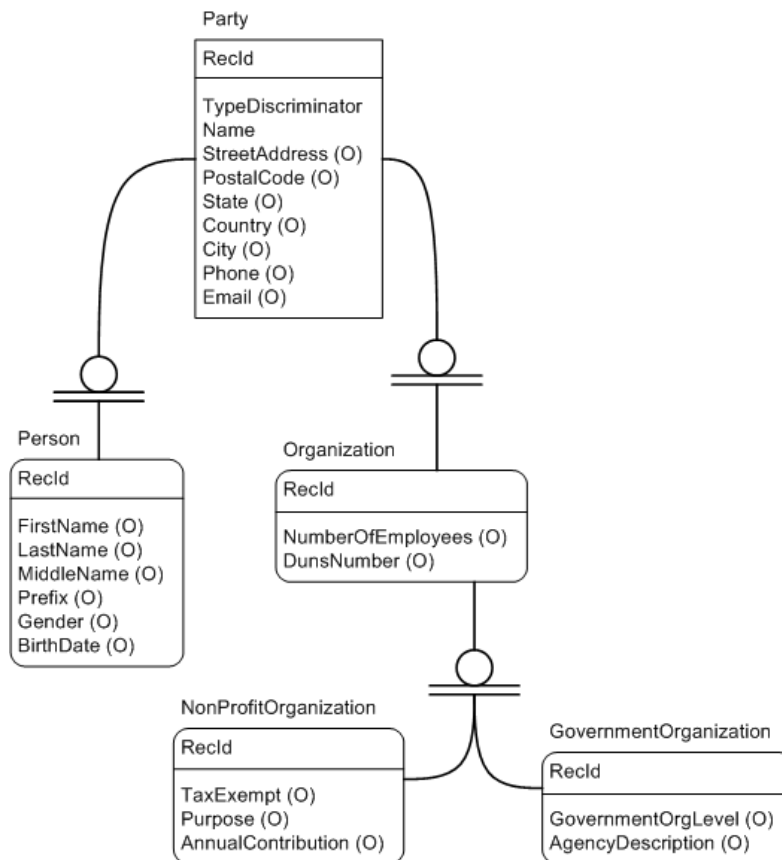 Party
RecId
TypeDiscriminator
Name
StreetAddress (O)
PostalCode (O)
State (O)
Country (O)
City (O)
Phone (O)
Email (O)
Person
RecId
FirstName (O)
LastName (O)
MiddleName (O)
Prefix (O)
Gender (O)
BirthDate (O)
Organization
RecId
NumberOfEmployees (O)
DunsNumber (O)
NonProfitOrganization
RecId
TaxExempt (O)
Purpose (O)
AnnualContribution (O)
GovernmentOrganization
RecId
GovernmentOrgLevel (O)
AgencyDescription (O)